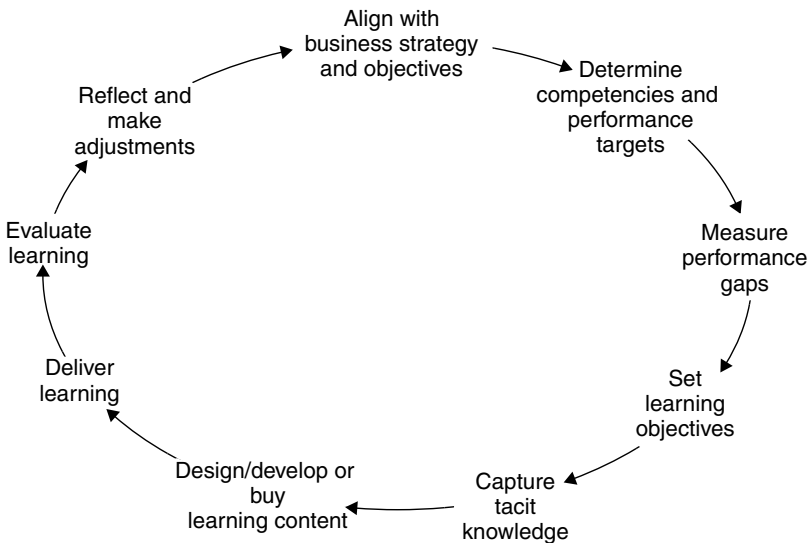 Align with
business strategy
and objectives
Determine
competencies and
performance
targets
Measure
performance
gaps
Set
learning
objectives
Capture
tacit
knowledge
Design/develop or
buy
learning content
Deliver
learning
Evaluate
learning
Reflect and
make
adjustments